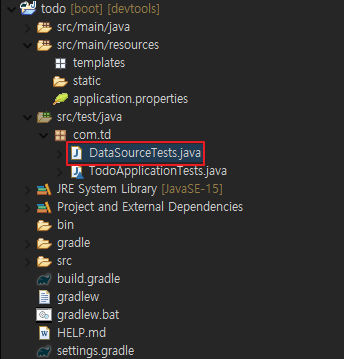 todo [boot] [devtools]
src/main/java
src/main/resources
templates
static
application.properties
src/test/java
com.td
DataSourceTests.java
TodoApplicationTests.java
JRE System Library [JavaSE-15]
Project and External Dependencies
bin
gradle
src
build.gradle
gradlew
gradlew.bat
HELP.md
settings.gradle